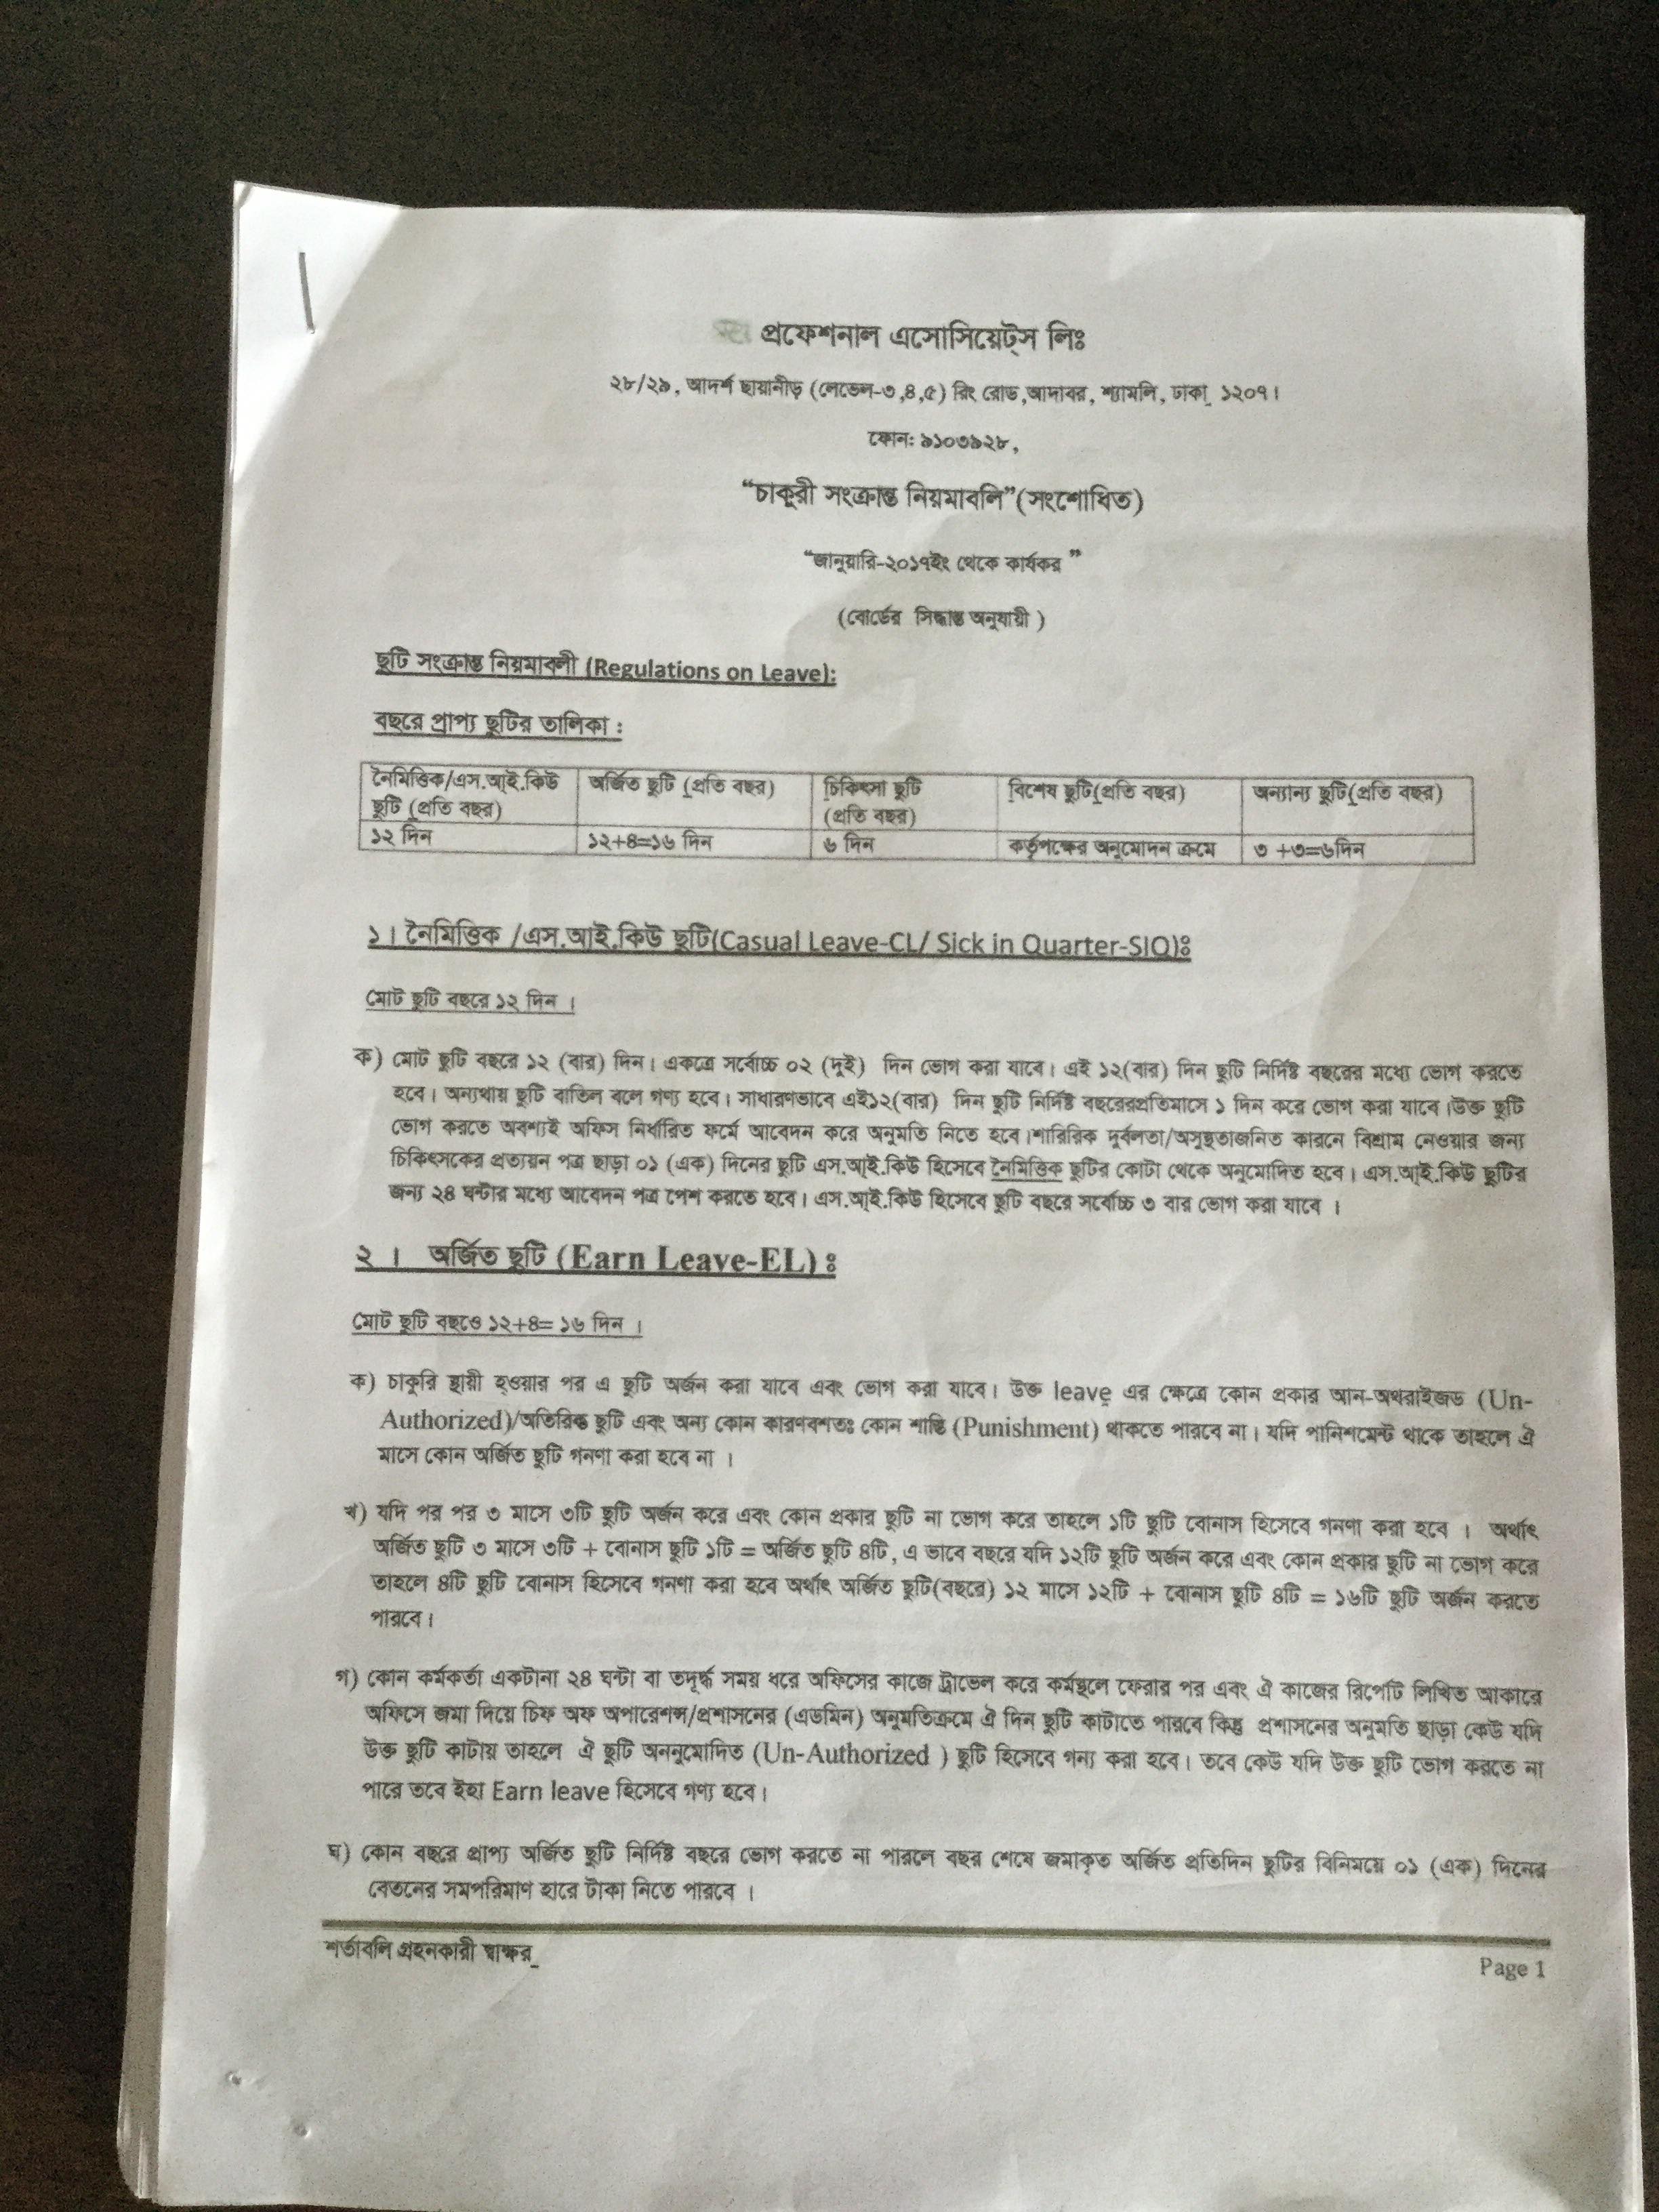 প্রফেশনাল এসোসিয়েট্স লিঃ
২৮/২৯, আদর্শ ছায়ানীড় (লেভেল-৩,৪,৫) রিং রোড,আদাবর, শ্যামলি, ঢাকা_ ১২০৭।
ফোন: ৯১০৩৯২৮,
“চাকুরী সংক্রান্ত নিয়মাবলি”(সংশোধিত)
“জানুয়ারি-২০১৭ইং থেকে কার্যকর ”
(বোর্ডের সিদ্ধান্ত অনুযায়ী )
ছুটি সংক্রান্ত নিয়মাবলী (Regulations on Leave):
বছরে প্রাপ্য ছুটির তালিকা :
নৈমিত্তিক/এস.আই.কিউ ছুটি (প্রতি বছর) অর্জিত ছুটি (প্রতি বছর) চিকিৎসা ছুটি (প্রতি বছর) বিশেষ ছুটি(প্রতি বছর) অন্যান্য ছুটি(প্রতি বছর)
১২ দিন ১২+৪=১৬ দিন ৬ দিন কর্তৃপক্ষের অনুমোদন ক্রমে ৩ +৩=৬দিন
১। নৈমিত্তিক /এস.আই.কিউ ছুটি(Casual Leave-CL/ Sick in Quarter-SIQ)ঃ
মোট ছুটি বছরে ১২ দিন ।
ক) মোট ছুটি বছরে ১২ (বার) দিন। একত্রে সর্বোচ্চ ০২ (দুই) দিন ভোগ করা যাবে। এই ১২(বার) দিন ছুটি নির্দিষ্ট বছরের মধ্যে ভোগ করতে
হবে। অন্যথায় ছুটি বাতিল বলে গণ্য হবে। সাধারণভাবে এই১২(বার) দিন ছুটি নির্দিষ্ট বছরেরপ্রতিমাসে ১ দিন করে ভোগ করা যাবে।উক্ত ছুটি
ভোগ করতে অবশ্যই অফিস নির্ধারিত ফর্মে আবেদন করে অনুমতি নিতে হবে।শারিরিক দুর্বলতা/অসুস্থতাজনিত কারনে বিশ্রাম নেওয়ার জন্য
চিকিৎসকের প্রত্যয়ন পত্র ছাড়া ০১ (এক) দিনের ছুটি এস.আই.কিউ হিসেবে নৈমিত্তিক ছুটির কোটা থেকে অনুমোদিত হবে। এস.আই.কিউ ছুটির
জন্য ২৪ ঘন্টার মধ্যে আবেদন পত্র পেশ করতে হবে। এস.আই.কিউ হিসেবে ছুটি বছরে সর্বোচ্চ ৩ বার ভোগ করা যাবে ।
২ । অর্জিত ছুটি (Earn Leave-EL)ঃ
মোট ছুটি বছওে ১২+৪= ১৬ দিন ।
ক) চাকুরি স্থায়ী হওয়ার পর এ ছুটি অর্জন করা যাবে এবং ভোগ করা যাবে। উক্ত leave এর ক্ষেত্রে কোন প্রকার আন-অথরাইজড (Un-
Authorized)/অতিরিক্ত ছুটি এবং অন্য কোন কারণবশতঃ কোন শাস্তি (Punishment) থাকতে পারবে না। যদি পানিশমেন্ট থাকে তাহলে ঐ
মাসে কোন অর্জিত ছুটি গননা করা হবে না ।
খ) যদি পর পর ৩ মাসে ৩টি ছুটি অর্জন করে এবং কোন প্রকার ছুটি না ভোগ করে তাহলে ১টি ছুটি বোনাস হিসেবে গননা করা হবে । অর্থাৎ
অর্জিত ছুটি ৩ মাসে ৩টি + বোনাস ছুটি ১টি = অর্জিত ছুটি ৪টি, এ ভাবে বছরে যদি ১২টি ছুটি অর্জন করে এবং কোন প্রকার ছুটি না ভোগ করে
তাহলে ৪টি ছুটি বোনাস হিসেবে গননা করা হবে অর্থাৎ অর্জিত ছুটি(বছরে) ১২ মাসে ১২টি + বোনাস ছুটি ৪টি = ১৬টি ছুটি অর্জন করতে
পারবে।
গ) কোন কর্মকর্তা একটানা ২৪ ঘন্টা বা তদূর্দ্ধ সময় ধরে অফিসের কাজে ট্রাভেল করে কর্মস্থলে ফেরার পর এবং ঐ কাজের রিপোর্ট লিখিত আকারে
অফিসে জমা দিয়ে চিফ অফ অপারেশন্স/প্রশাসনের (এডমিন) অনুমতিক্রমে ঐ দিন ছুটি কাটাতে পারবে কিন্তু প্রশাসনের অনুমতি ছাড়া কেউ যদি
উক্ত ছুটি কাটায় তাহলে ঐ ছুটি অননুমোদিত (Un-Authorized ) ছুটি হিসেবে গন্য করা হবে। তবে কেউ যদি উক্ত ছুটি ভোগ করতে না
পারে তবে ইহা Earn leave হিসেবে গণ্য হবে।
ঘ) কোন বছরে প্রাপ্য অর্জিত ছুটি নির্দিষ্ট বছরে ভোগ করতে না পারলে বছর শেষে জমাকৃত অর্জিত প্রতিদিন ছুটির বিনিময়ে ০১ (এক) দিনের
বেতনের সমপরিমাণ হারে টাকা নিতে পারবে ।
শর্তাবলি গ্রহনকারী স্বাক্ষর_
Page 1